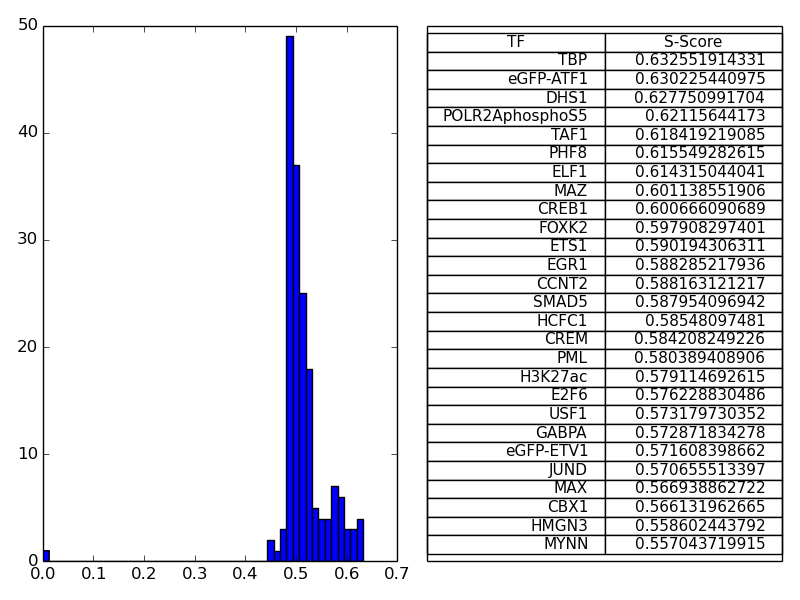 50
40
30
20
10
0
0.0 0.1 0.2 0.3 0.4 0.5 0.6 0.7
TF S-Score
TBP 0.632551914331
eGFP-ATF1 0.630225440975
DHS1 0.627750991704
POLR2AphosphoS5 0.62115644173
TAF1 0.618419219085
PHF8 0.615549282615
ELF1 0.614315044041
MAZ 0.601138551906
CREB1 0.600666090689
FOXK2 0.597908297401
ETS1 0.590194306311
EGR1 0.588285217936
CCNT2 0.588163121217
SMAD5 0.587954096942
HCFC1 0.58548097481
CREM 0.584208249226
PML 0.580389408906
H3K27ac 0.579114692615
E2F6 0.576228830486
USF1 0.573179730352
GABPA 0.572871834278
eGFP-ETV1 0.571608398662
JUND 0.570655513397
MAX 0.566938862722
CBX1 0.566131962665
HMGN3 0.558602443792
MYNN 0.557043719915